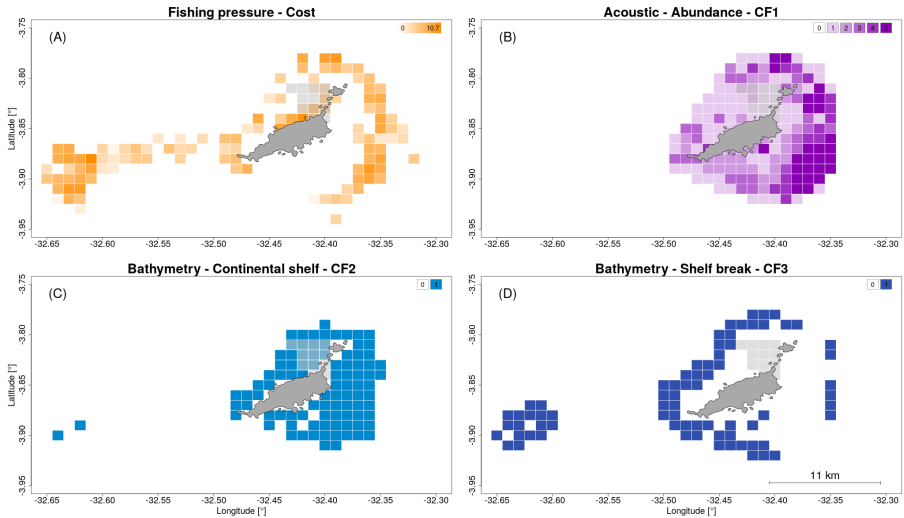 Fishing pressure - Cost
(A)
0 10.7
-3.75
-3.80
-3.85
-3.90
-3.95
Latitude [°]
-32.65 -32.60 -32.55 -32.50 -32.45 -32.40 -32.35 -32.30
Acoustic - Abundance - CF1
(B)
0 1 2 3 4
-3.75
-3.80
-3.85
-3.90
-3.95
-32.65 -32.60 -32.55 -32.50 -32.45 -32.40 -32.35 -32.30
Bathymetry - Continental shelf - CF2
(C)
0 1
-3.75
-3.80
-3.85
-3.90
-3.95
Latitude [°]
-32.65 -32.60 -32.55 -32.50 -32.45 -32.40 -32.35 -32.30
Longitude [°]
Bathymetry - Shelf break - CF3
(D)
0 1
-3.75
-3.80
-3.85
-3.90
-3.95
11 km
-32.65 -32.60 -32.55 -32.50 -32.45 -32.40 -32.35 -32.30
Longitude [°]